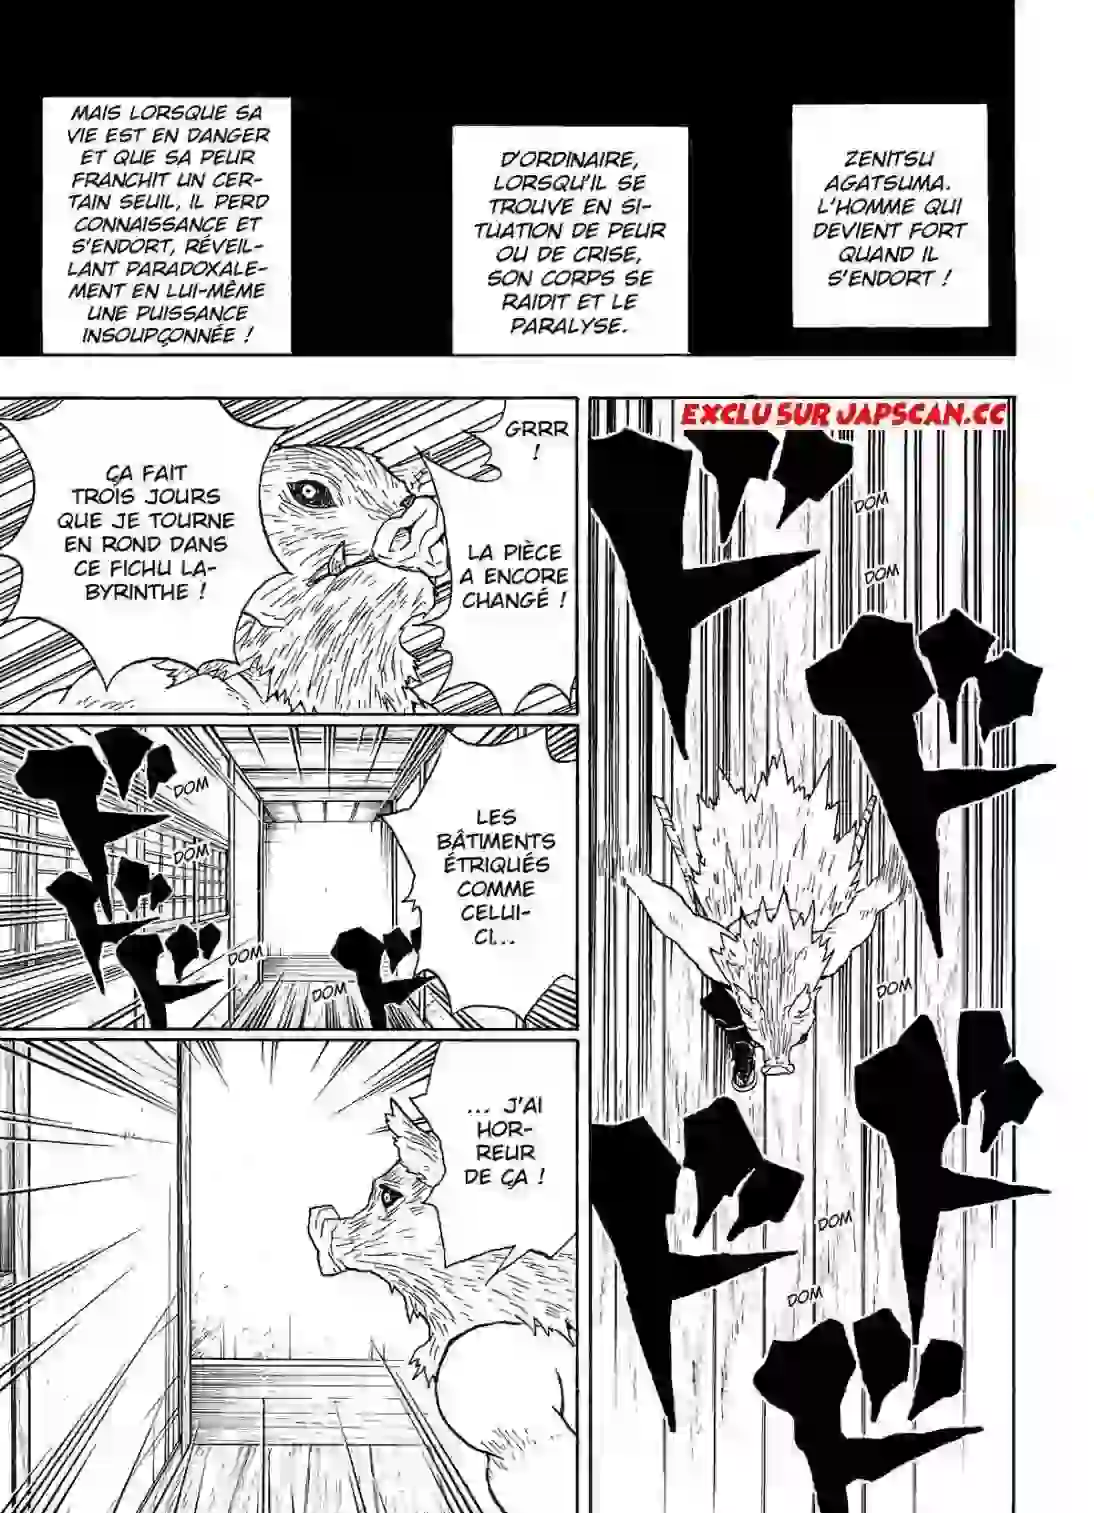 ZENITSU
AGATSUMA.
L'HOMME QUI
DEVIENT FORT
QUAND IL
S'ENDORT !
D'ORDINAIRE,
LORSQU'IL SE
TROUVE EN SI-
TUATION DE PEUR
OU DE CRISE,
SON CORPS SE
RAIDIT ET LE
PARALYSE.
MAIS LORSQUE SA
VIE EST EN DANGER
ET QUE SA PEUR
FRANCHIT UN CER-
TAIN SEUIL, IL PERD
CONNAISSANCE ET
S'ENDORT, RÉVEIL-
LANT PARADOXALE-
MENT EN LUI-MÊME
UNE PUISSANCE
INSOUPÇONNÉE !
EXCLU SUR JAPSCAN.CC
DOM
DOM
DOM
DOM
DOM
GRRR
!
LA PIÈCE
A ENCORE
CHANGÉ !
ÇA FAIT
TROIS JOURS
QUE JE TOURNE
EN ROND DANS
CE FICHU LA-
BYRINTHE !
LES
BÂTIMENTS
ÉTRIQUÉS
COMME
CELLUI-
CI...
DOM
DOM
DOM
DOM
... J'AI
HOR-
REUR
DE ÇA !